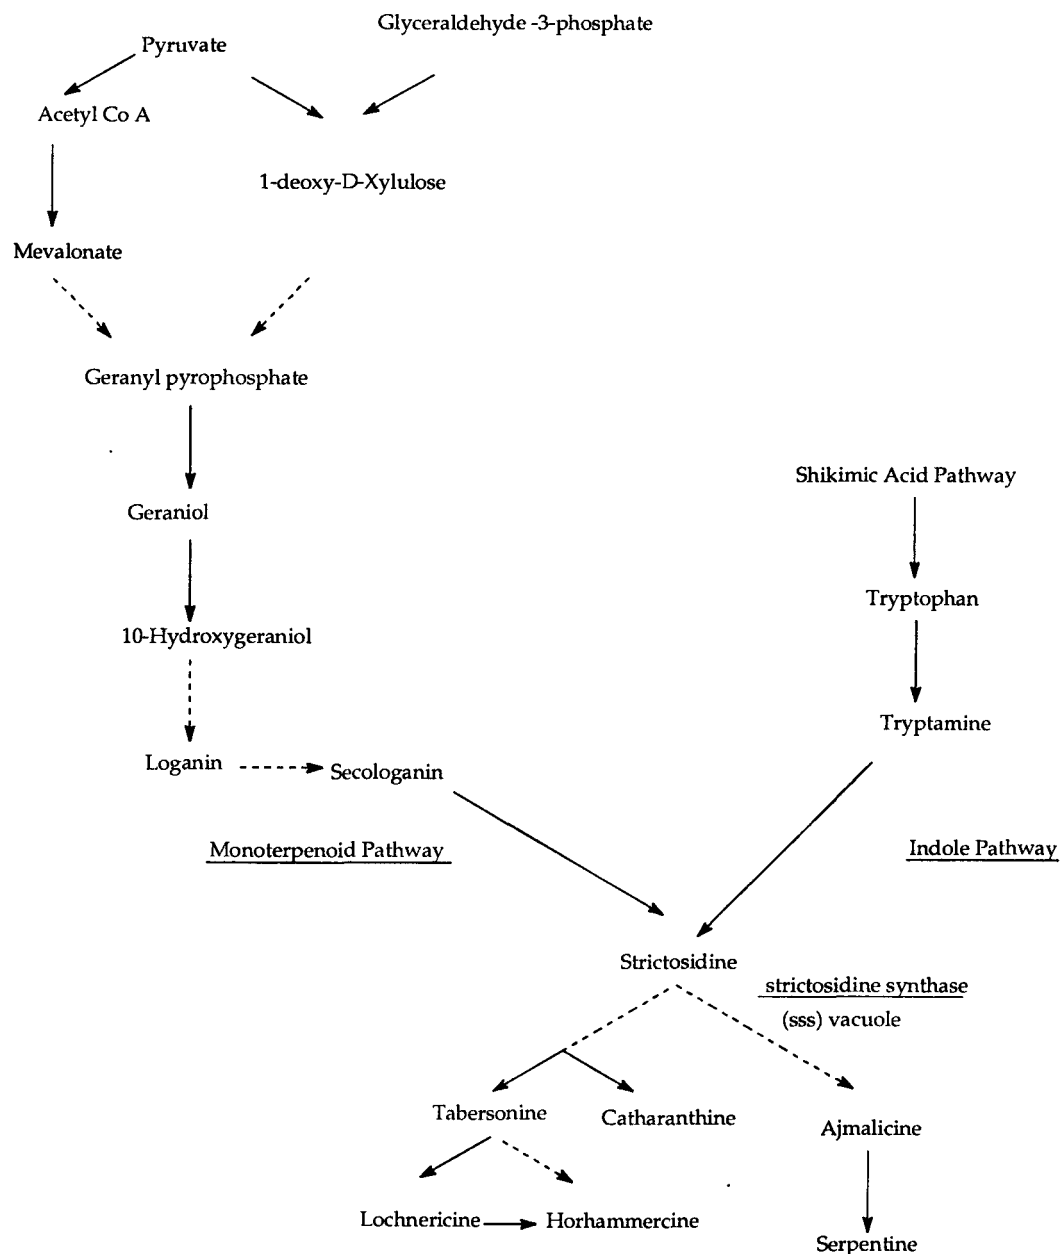 Glyceraldehyde -3-phosphate
Pyruvate
Acetyl Co A
1-deoxy-D-Xylulose
Mevalonate
Geranyl pyrophosphate
Shikimic Acid Pathway
Geraniol
Tryptophan
10-Hydroxygeraniol
Tryptamine
Loganin
Secologanin
Monoterpenoid Pathway
Indole Pathway
Strictosidine
strictosidine synthase
(sss) vacuole
Tabersonine
Catharanthine
Ajmalicine
Lochnericine
Horhammercine
Serpentine